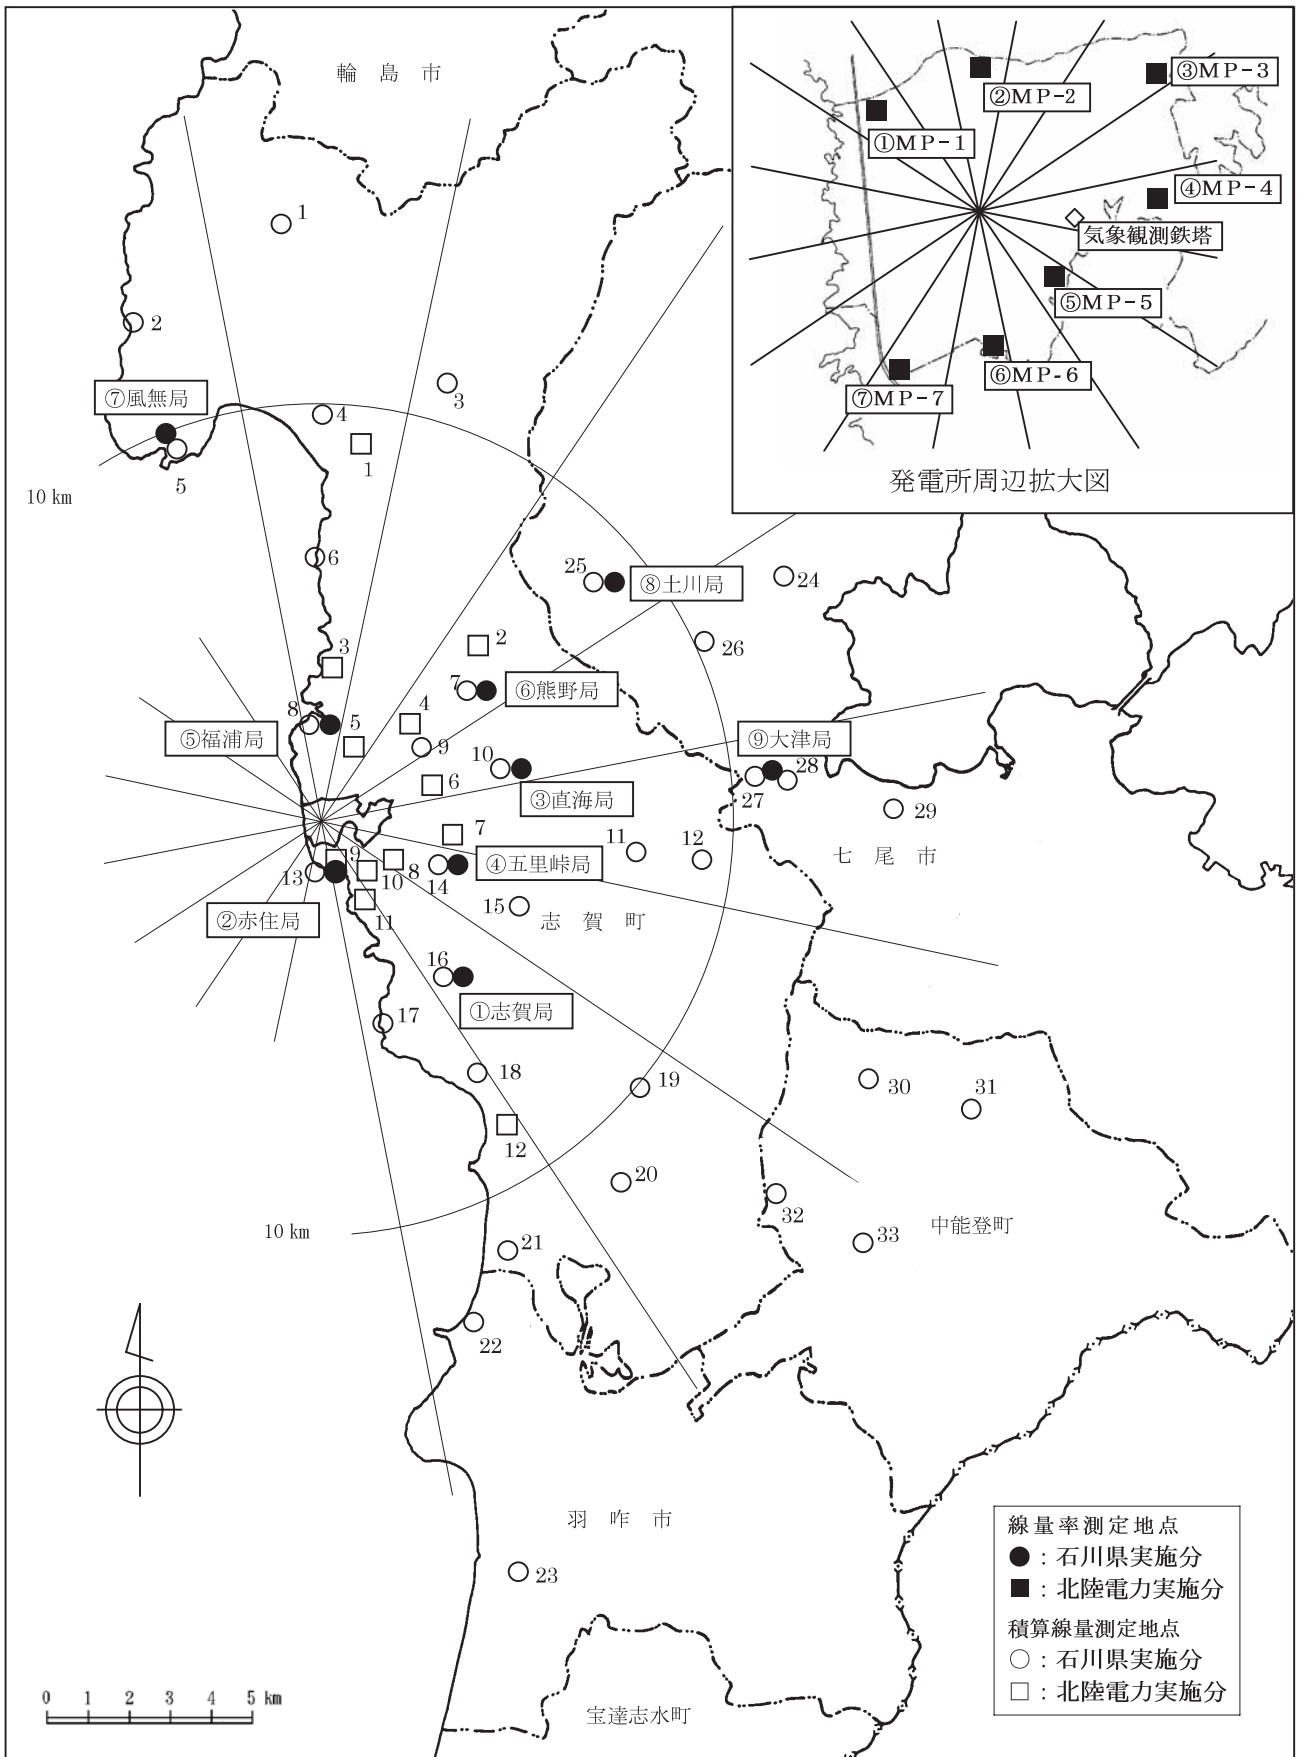 輪 島 市
①MP-1
②MP-2
③MP-3
④MP-4
気象観測鉄塔
⑤MP-5
⑥MP-6
⑦MP-7
発電所周辺拡大図
1
2
3
⑦風無局
4
1
5
10 km
6
25
⑧土川局
24
26
2
3
7
⑥熊野局
4
8
5
⑤福浦局
9
⑨大津局
10
6
③直海局
27
28
29
7
11
12
七 尾 市
9
8
13
10
14
④五里峠局
11
15
志 賀 町
②赤住局
16
①志賀局
17
18
19
30
31
12
20
32
中能登町
33
10 km
21
22
羽 咋 市
23
宝達志水町
0 1 2 3 4 5 km
線量率測定地点
●：石川県実施分
■：北陸電力実施分
積算線量測定地点
○：石川県実施分
□：北陸電力実施分